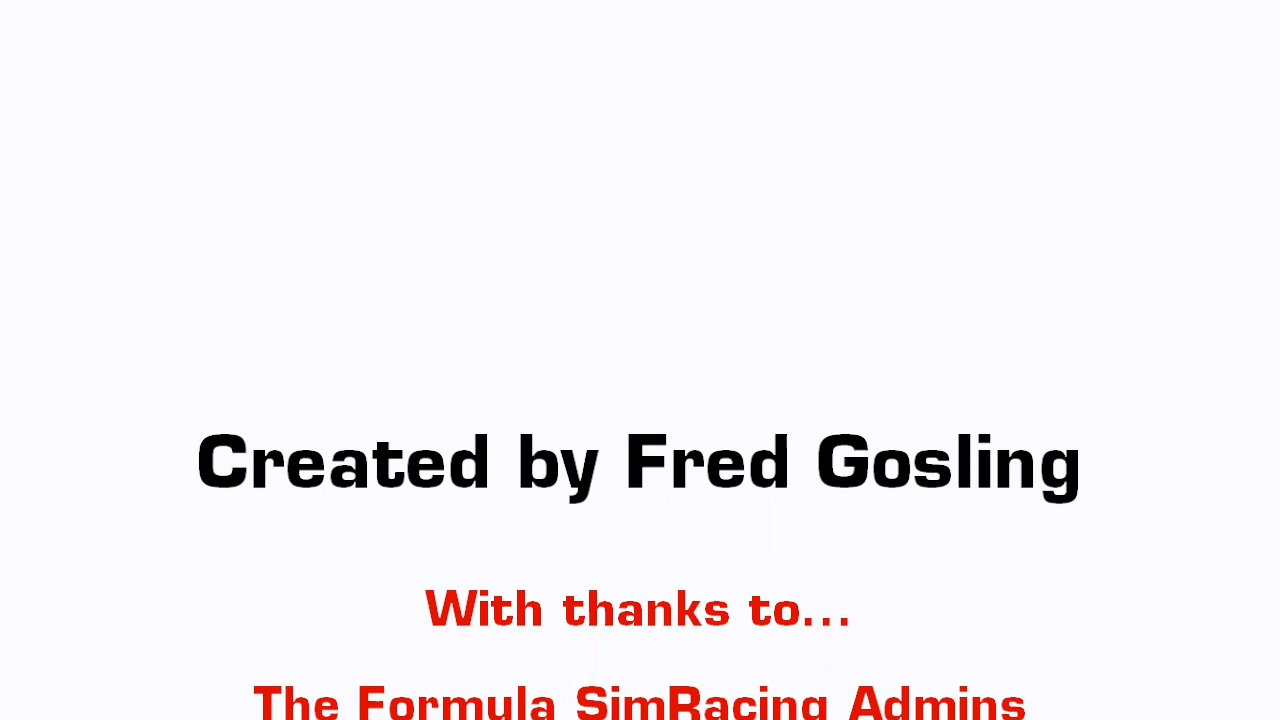 Created by Fred Gosling
With thanks to...
The Formula SimRacing Admins